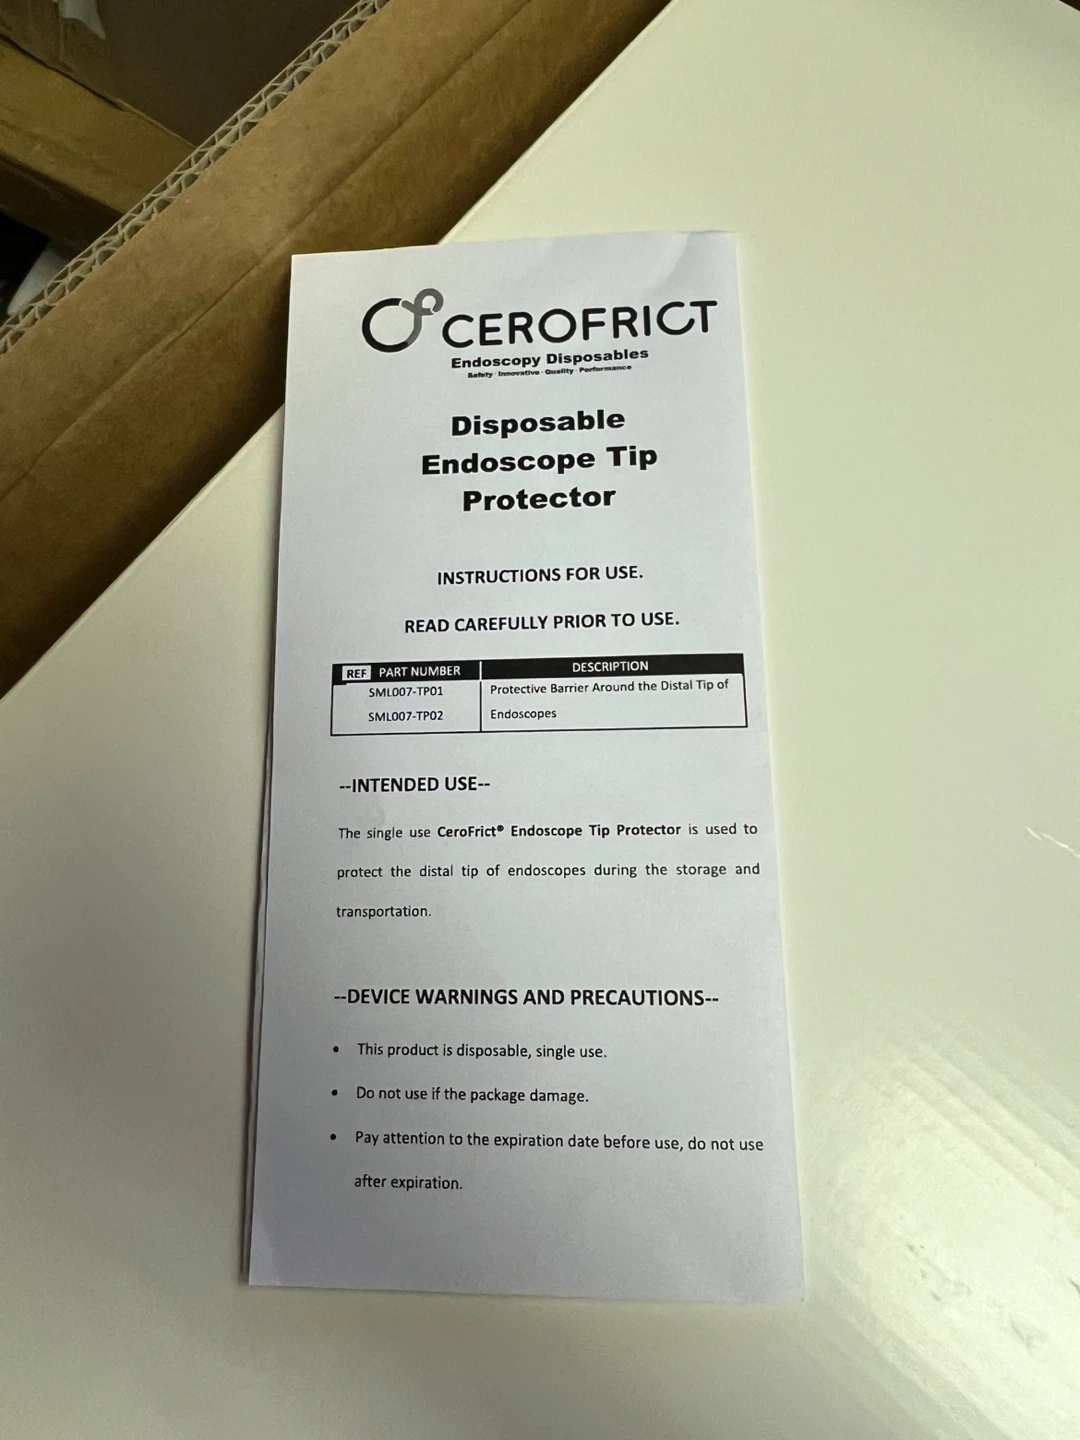 CEROFRICT
Endoscopy Disposables
Safety · Innovative · Quality · Performance
Disposable
Endoscope Tip
Protector
INSTRUCTIONS FOR USE.
READ CAREFULLY PRIOR TO USE.
REF PART NUMBER DESCRIPTION
SML007-TP01 Protective Barrier Around the Distal Tip of
SML007-TP02 Endoscopes
--INTENDED USE--
The single use CeroFrict® Endoscope Tip Protector is used to
protect the distal tip of endoscopes during the storage and
transportation.
--DEVICE WARNINGS AND PRECAUTIONS--
• This product is disposable, single use.
• Do not use if the package damage.
• Pay attention to the expiration date before use, do not use
after expiration.